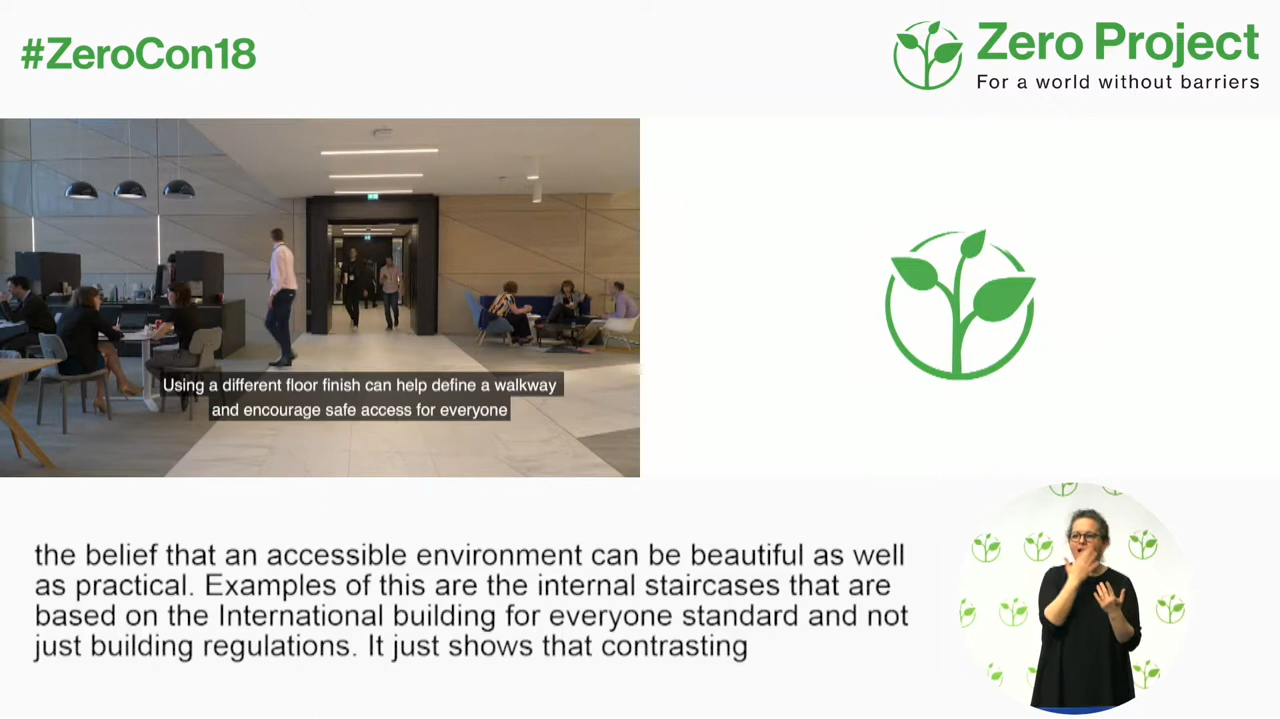 #ZeroCon18
Zero Project
For a world without barriers
Using a different floor finish can help define a walkway
and encourage safe access for everyone
the belief that an accessible environment can be beautiful as well
as practical. Examples of this are the internal staircases that are
based on the International building for everyone standard and not
just building regulations. It just shows that contrasting